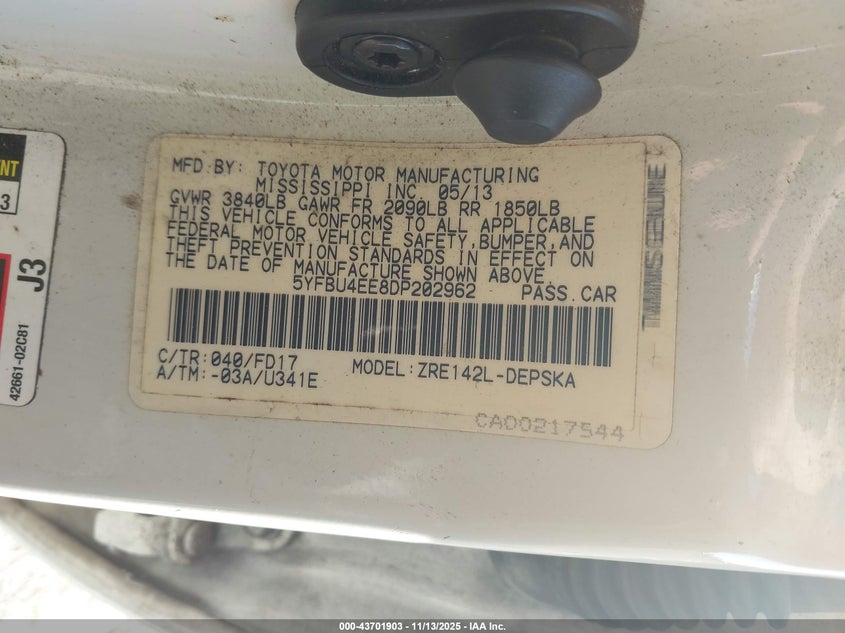 MFD.BY: TOYOTA MOTOR MANUFACTURING
MISSISSIPPI INC. 05/13
GVWR 3840LB GAWR FR 2090LB RR 1850LB
THIS VEHICLE CONFORMS TO ALL APPLICABLE
FEDERAL MOTOR VEHICLE SAFETY,BUMPER,AND
THEFT PREVENTION STANDARDS IN EFFECT ON
THE DATE OF MANUFACTURE SHOWN ABOVE.
5YFBU4EE8DP202962 PASS.CAR
C/TR:040/FD17 MODEL:ZRE142L-DEPSKA
A/TM:-03A/U341E
CA00217544
ENT
3
J3
42661-02C81
000-43701903 - 11/13/2025 - IAA Inc.